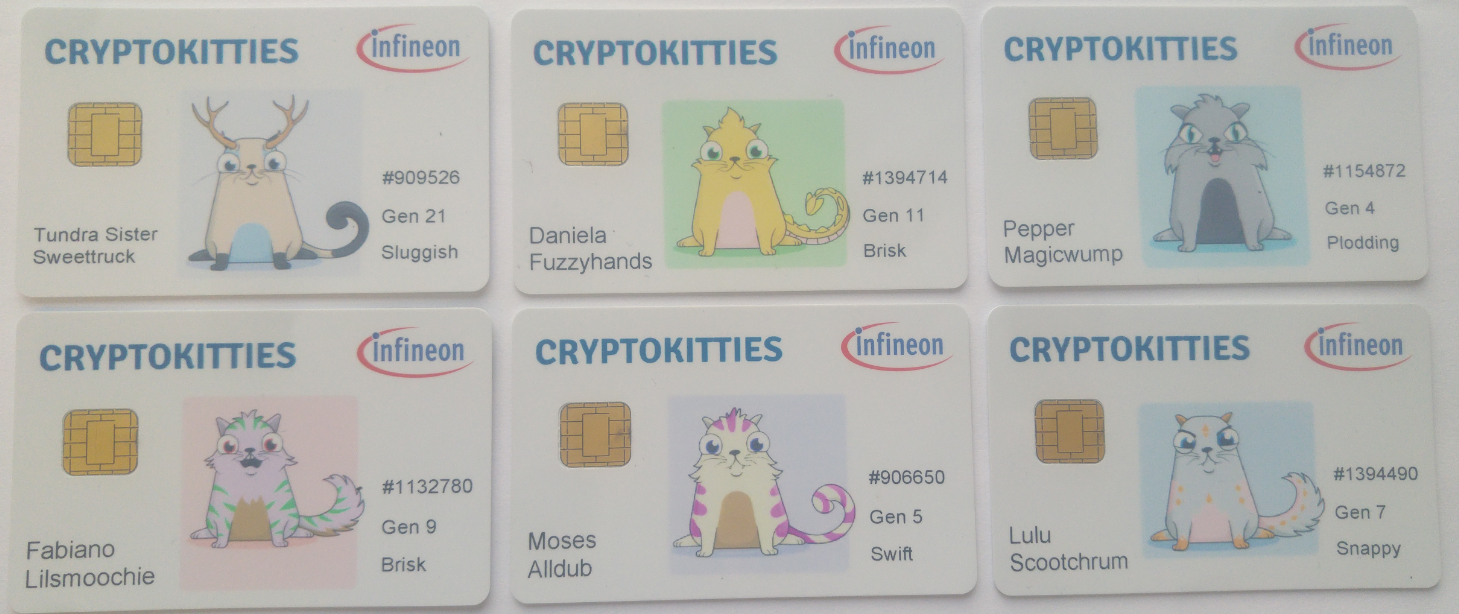 CRYPTOKITTIES
infineon
#909526
Gen 21
Sluggish
Tundra Sister
Sweettruck
CRYPTOKITTIES
infineon
#1394714
Gen 11
Brisk
Daniela
Fuzzyhands
CRYPTOKITTIES
infineon
#1154872
Gen 4
Plodding
Pepper
Magicwump
CRYPTOKITTIES
infineon
#1132780
Gen 9
Brisk
Fabiano
Lilsmoochie
CRYPTOKITTIES
infineon
#906650
Gen 5
Swift
Moses
Alldub
CRYPTOKITTIES
infineon
#1394490
Gen 7
Snappy
Lulu
Scootchrum